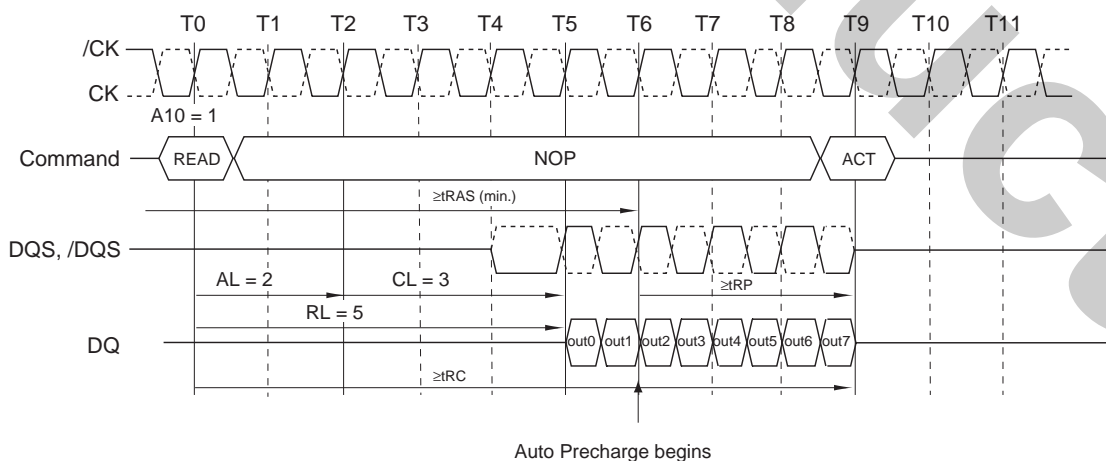 T0 T1 T2 T3 T4 T5 T6 T7 T8 T9 T10 T11
/CK
CK
A10 = 1
Command READ NOP ACT
≥tRAS (min.)
DQS, /DQS
AL = 2 CL = 3 ≥tRP
RL = 5
DQ out0 out1 out2 out3 out4 out5 out6 out7
≥tRC
Auto Precharge begins